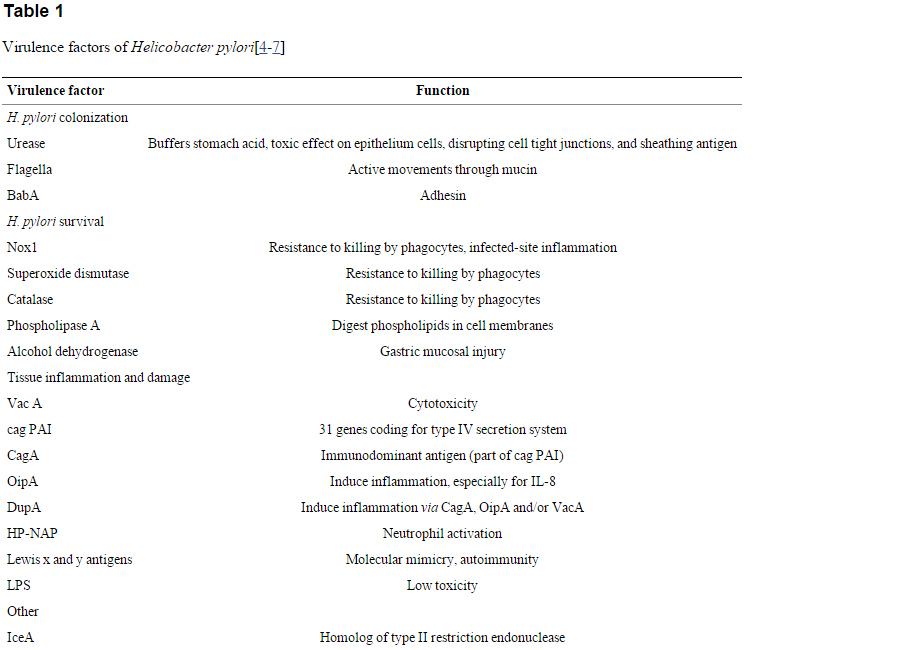 Table 1
Virulence factors of Helicobacter pylori[4-7]
Virulence factor Function
H. pylori colonization
Urease Buffers stomach acid, toxic effect on epithelium cells, disrupting cell tight junctions, and sheathing antigen
Flagella Active movements through mucin
BabA Adhesin
H. pylori survival
Nox1 Resistance to killing by phagocytes, infected-site inflammation
Superoxide dismutase Resistance to killing by phagocytes
Catalase Resistance to killing by phagocytes
Phospholipase A Digest phospholipids in cell membranes
Alcohol dehydrogenase Gastric mucosal injury
Tissue inflammation and damage
Vac A Cytotoxicity
cag PAI 31 genes coding for type IV secretion system
CagA Immunodominant antigen (part of cag PAI)
OipA Induce inflammation, especially for IL-8
DupA Induce inflammation via CagA, OipA and/or VacA
HP-NAP Neutrophil activation
Lewis x and y antigens Molecular mimicry, autoimmunity
LPS Low toxicity
Other
IceA Homolog of type II restriction endonuclease